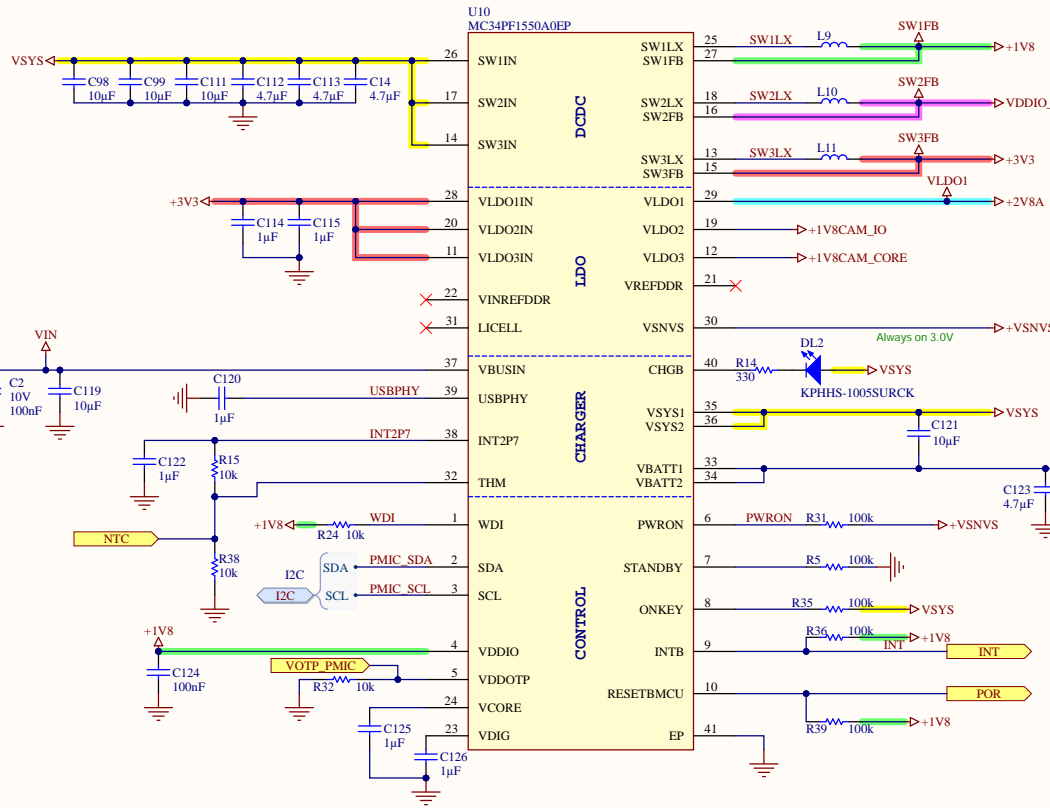 U10
MC34PF1550A0EP
VSYS
C98
10µF
C99
10µF
C111
10µF
C112
4.7µF
C113
4.7µF
C14
4.7µF
26 SW1IN
17 SW2IN
14 SW3IN
DCDC
SW1LX 25 SW1LX L9 SW1FB +1V8
SW1FB 27
SW2LX 18 SW2LX L10 SW2FB VDDIO_
SW2FB 16
SW3LX 13 SW3LX L11 SW3FB +3V3
SW3FB 15
+3V3
C114
1µF
C115
1µF
28 VLDO1IN
20 VLDO2IN
11 VLDO3IN
22 VINREFDDR
31 LICELL
LDO
VLDO1 29 VLDO1 +2V8A
VLDO2 19 +1V8CAM_IO
VLDO3 12 +1V8CAM_CORE
VREFDDR 21
VSNVS 30 +VSNVS
Always on 3.0V
VIN
C2
10V
100nF
C119
10µF
C120
1µF
USBPHY
INT2P7
C122
1µF
R15
10k
NTC
R38
10k
37 VBUSIN
39 USBPHY
38 INT2P7
32 THM
CHARGER
CHGB 40 R14
330
DL2
KPHHS-1005SURCK
VSYS
VSYS1 35 VSYS
VSYS2 36
C121
10µF
VBATT1 33
VBATT2 34
C123
4.7µF
+1V8
R24 10k
WDI
1 WDI
I2C
I2C
SDA
SCL
PMIC_SDA
PMIC_SCL
2 SDA
3 SCL
+1V8
C124
100nF
4 VDDIO
VOTP_PMIC
R32 10k
5 VDDOTP
24 VCORE
C125
1µF
23 VDIG
C126
1µF
CONTROL
PWRON 6 PWRON R31 100k +VSNVS
STANDBY 7 R5 100k
ONKEY 8 R35 100k VSYS
R36 100k +1V8
INTB 9 INT INT
RESETBMCU 10 POR
R39 100k +1V8
EP 41